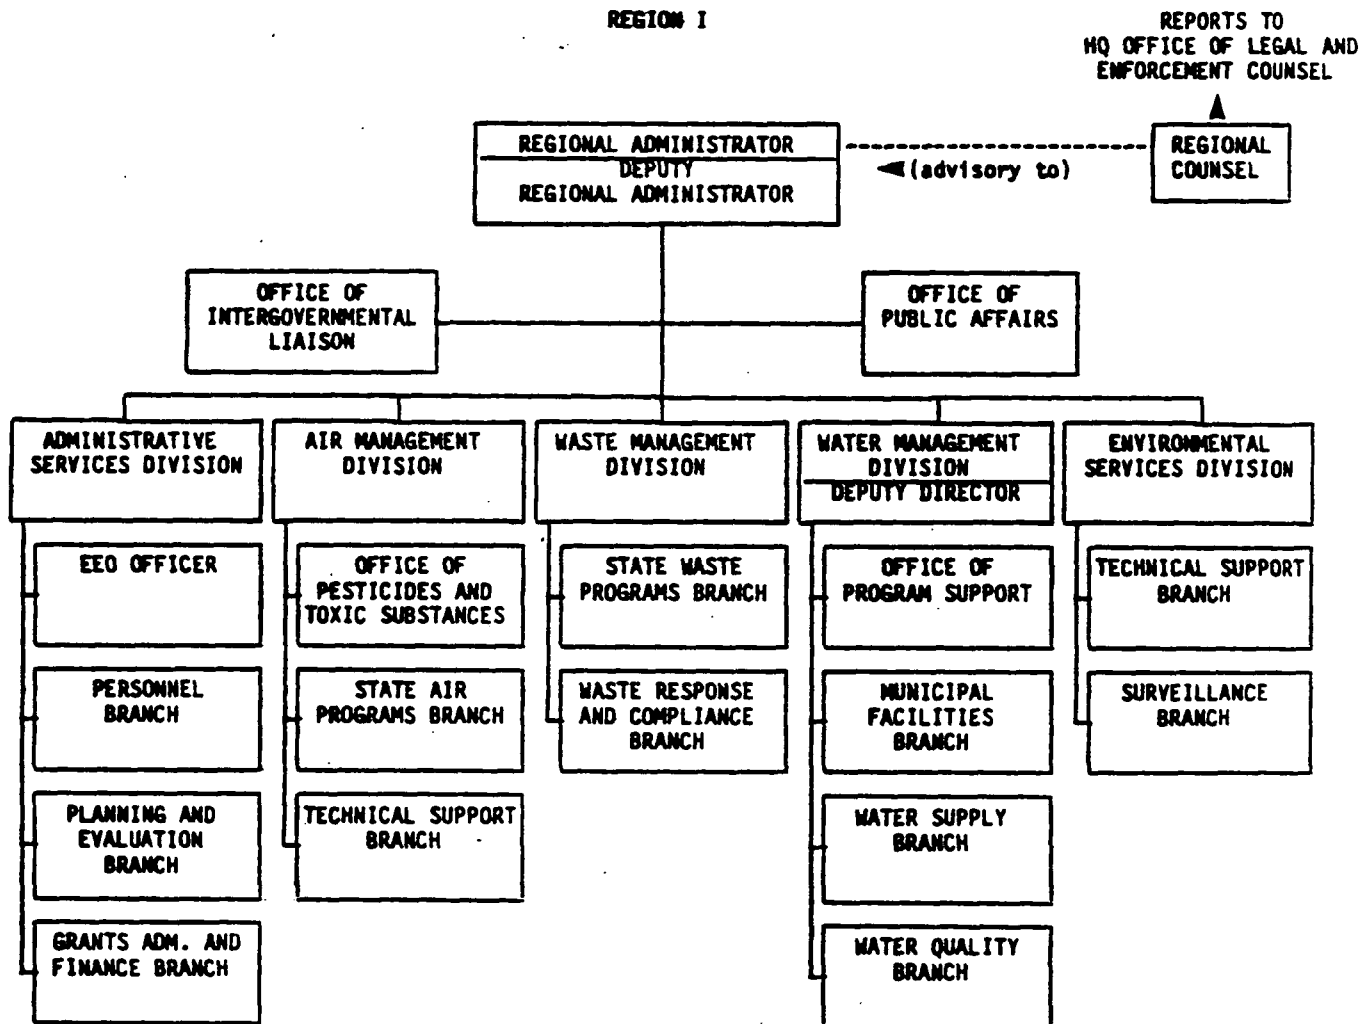 REGION I
REPORTS TO
HQ OFFICE OF LEGAL AND
ENFORCEMENT COUNSEL
REGIONAL ADMINISTRATOR
DEPUTY
REGIONAL ADMINISTRATOR
(advisory to)
REGIONAL
COUNSEL
OFFICE OF
INTERGOVERNMENTAL
LIAISON
OFFICE OF
PUBLIC AFFAIRS
ADMINISTRATIVE
SERVICES DIVISION
EEO OFFICER
PERSONNEL
BRANCH
PLANNING AND
EVALUATION
BRANCH
GRANTS ADM. AND
FINANCE BRANCH
AIR MANAGEMENT
DIVISION
OFFICE OF
PESTICIDES AND
TOXIC SUBSTANCES
STATE AIR
PROGRAMS BRANCH
TECHNICAL SUPPORT
BRANCH
WASTE MANAGEMENT
DIVISION
STATE WASTE
PROGRAMS BRANCH
WASTE RESPONSE
AND COMPLIANCE
BRANCH
WATER MANAGEMENT
DIVISION
DEPUTY DIRECTOR
OFFICE OF
PROGRAM SUPPORT
MUNICIPAL
FACILITIES
BRANCH
WATER SUPPLY
BRANCH
WATER QUALITY
BRANCH
ENVIRONMENTAL
SERVICES DIVISION
TECHNICAL SUPPORT
BRANCH
SURVEILLANCE
BRANCH